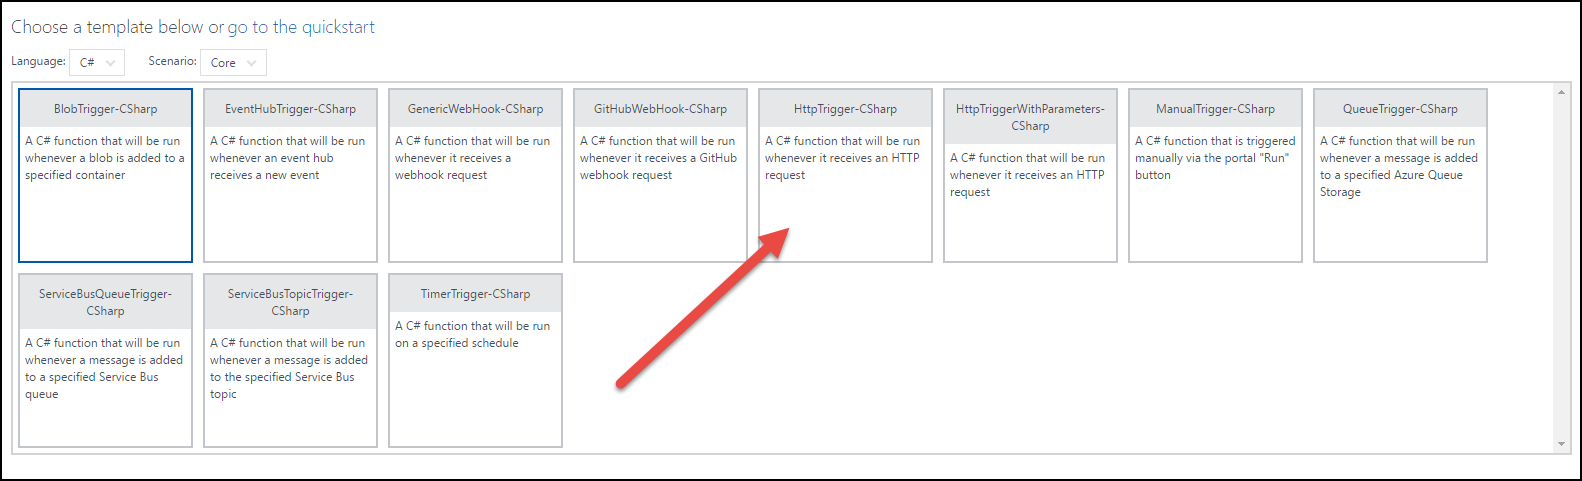 Choose a template below or go to the quickstart
Language: C# Scenario: Core
BlobTrigger-CSharp
A C# function that will be run
whenever a blob is added to a
specified container
EventHubTrigger-CSharp
A C# function that will be run
whenever an event hub
receives a new event
GenericWebHook-CSharp
A C# function that will be run
whenever it receives a
webhook request
GitHubWebHook-CSharp
A C# function that will be run
whenever it receives a GitHub
webhook request
HttpTrigger-CSharp
A C# function that will be run
whenever it receives an HTTP
request
HttpTriggerWithParameters-
CSharp
A C# function that will be run
whenever it receives an HTTP
request
ManualTrigger-CSharp
A C# function that is triggered
manually via the portal "Run"
button
QueueTrigger-CSharp
A C# function that will be run
whenever a message is added
to a specified Azure Queue
Storage
ServiceBusQueueTrigger-
CSharp
A C# function that will be run
whenever a message is added
to a specified Service Bus
queue
ServiceBusTopicTrigger-
CSharp
A C# function that will be run
whenever a message is added
to the specified Service Bus
topic
TimerTrigger-CSharp
A C# function that will be run
on a specified schedule